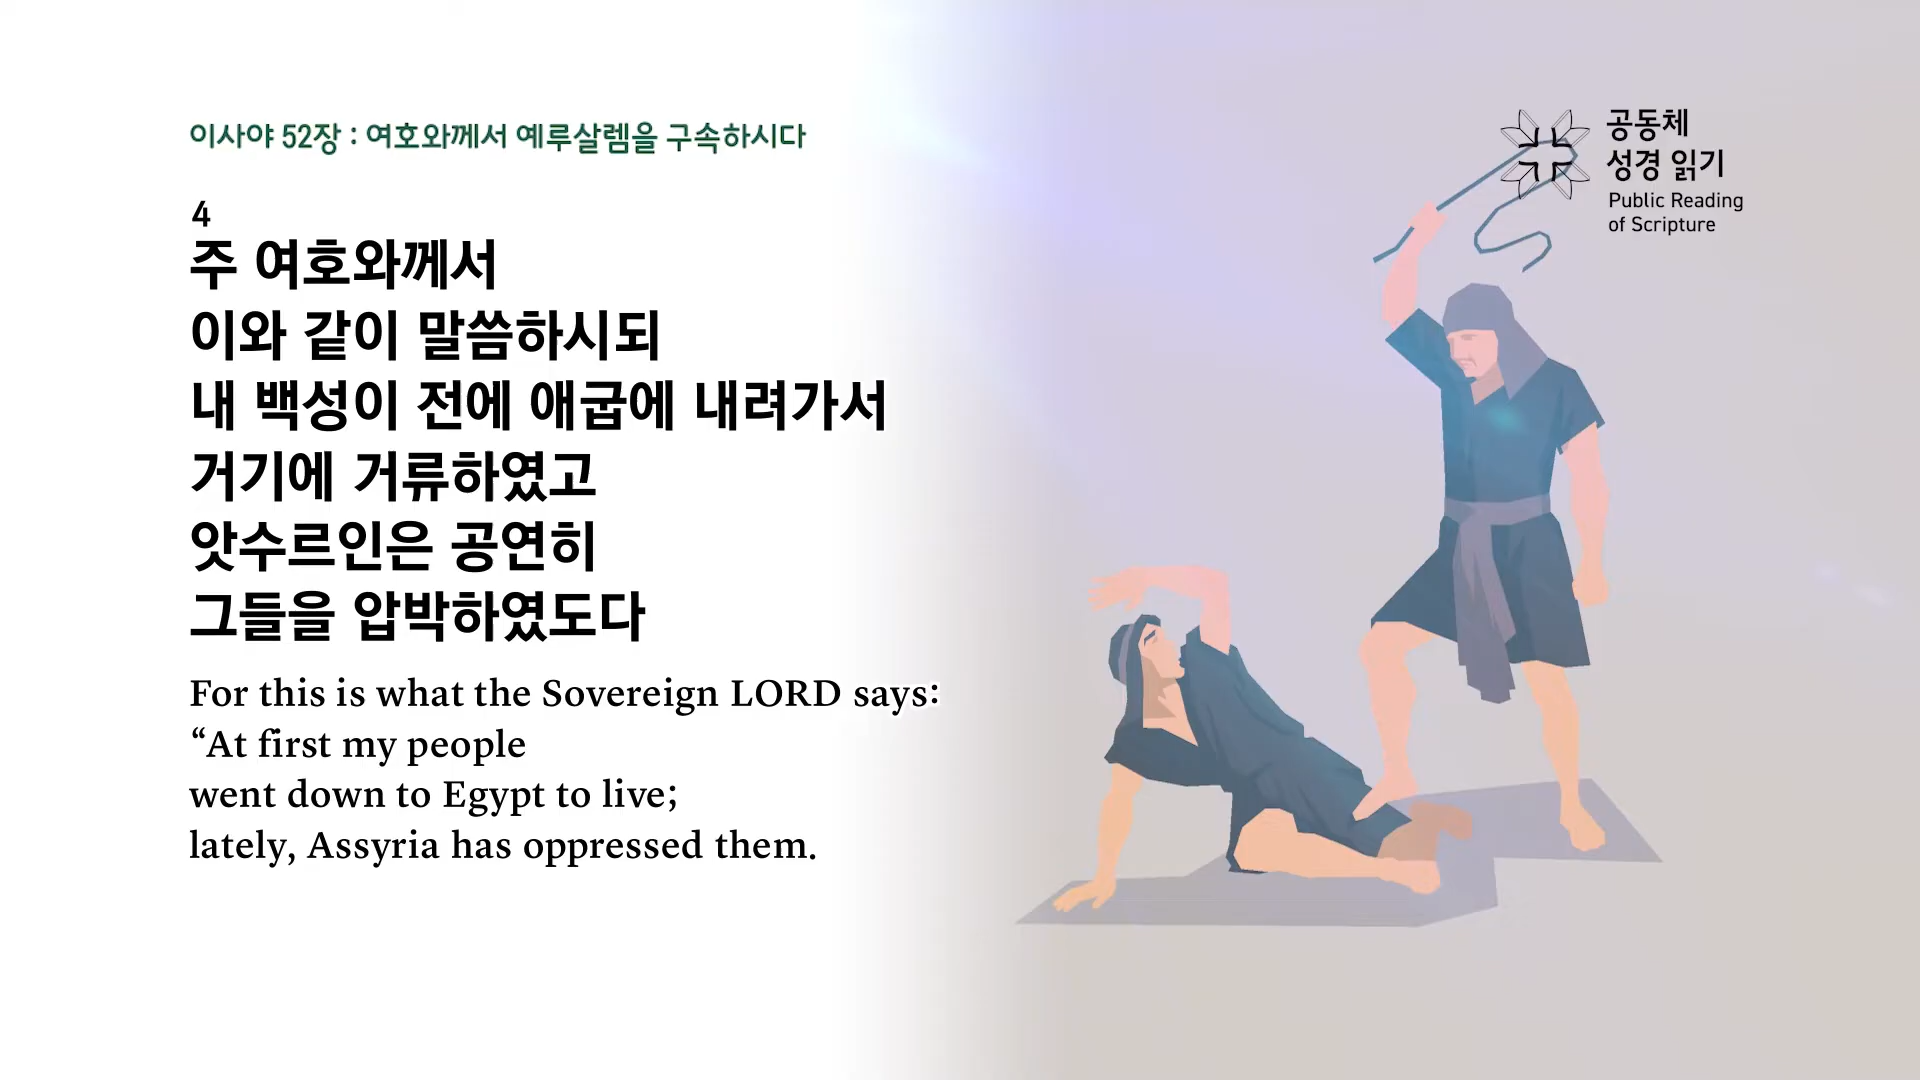 이사야 52장 : 여호와께서 예루살렘을 구속하시다
4
주 여호와께서
이와 같이 말씀하시되
내 백성이 전에 애굽에 내려가서
거기에 거류하였고
앗수르인은 공연히
그들을 압박하였도다
For this is what the Sovereign LORD says:
“At first my people
went down to Egypt to live;
lately, Assyria has oppressed them.
공동체
성경 읽기
Public Reading
of Scripture